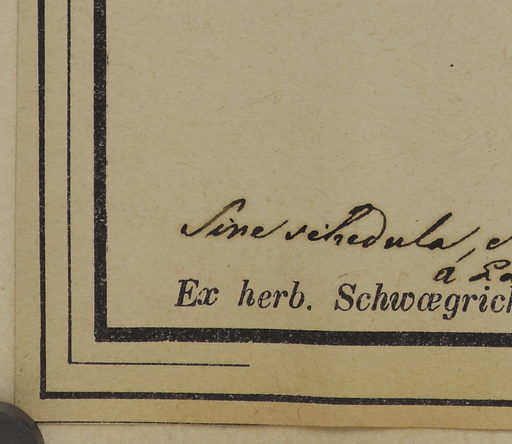 Sine schedula,
á
Ex herb. Schwægrich